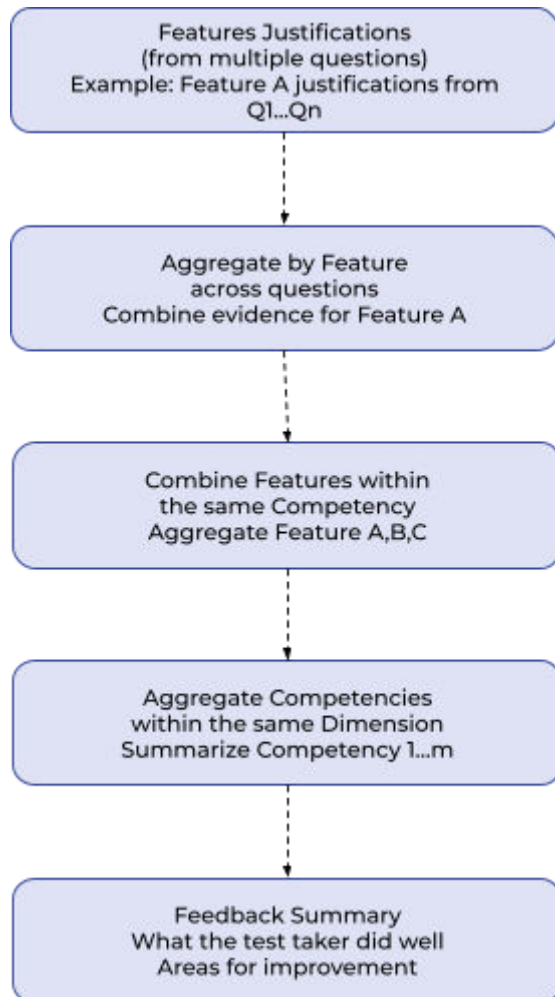 Features Justifications
(from multiple questions)
Example: Feature A justifications from
Q1...Qn
Aggregate by Feature
across questions
Combine evidence for Feature A
Combine Features within
the same Competency
Aggregate Feature A,B,C
Aggregate Competencies
within the same Dimension
Summarize Competency 1...m
Feedback Summary
What the test taker did well
Areas for improvement